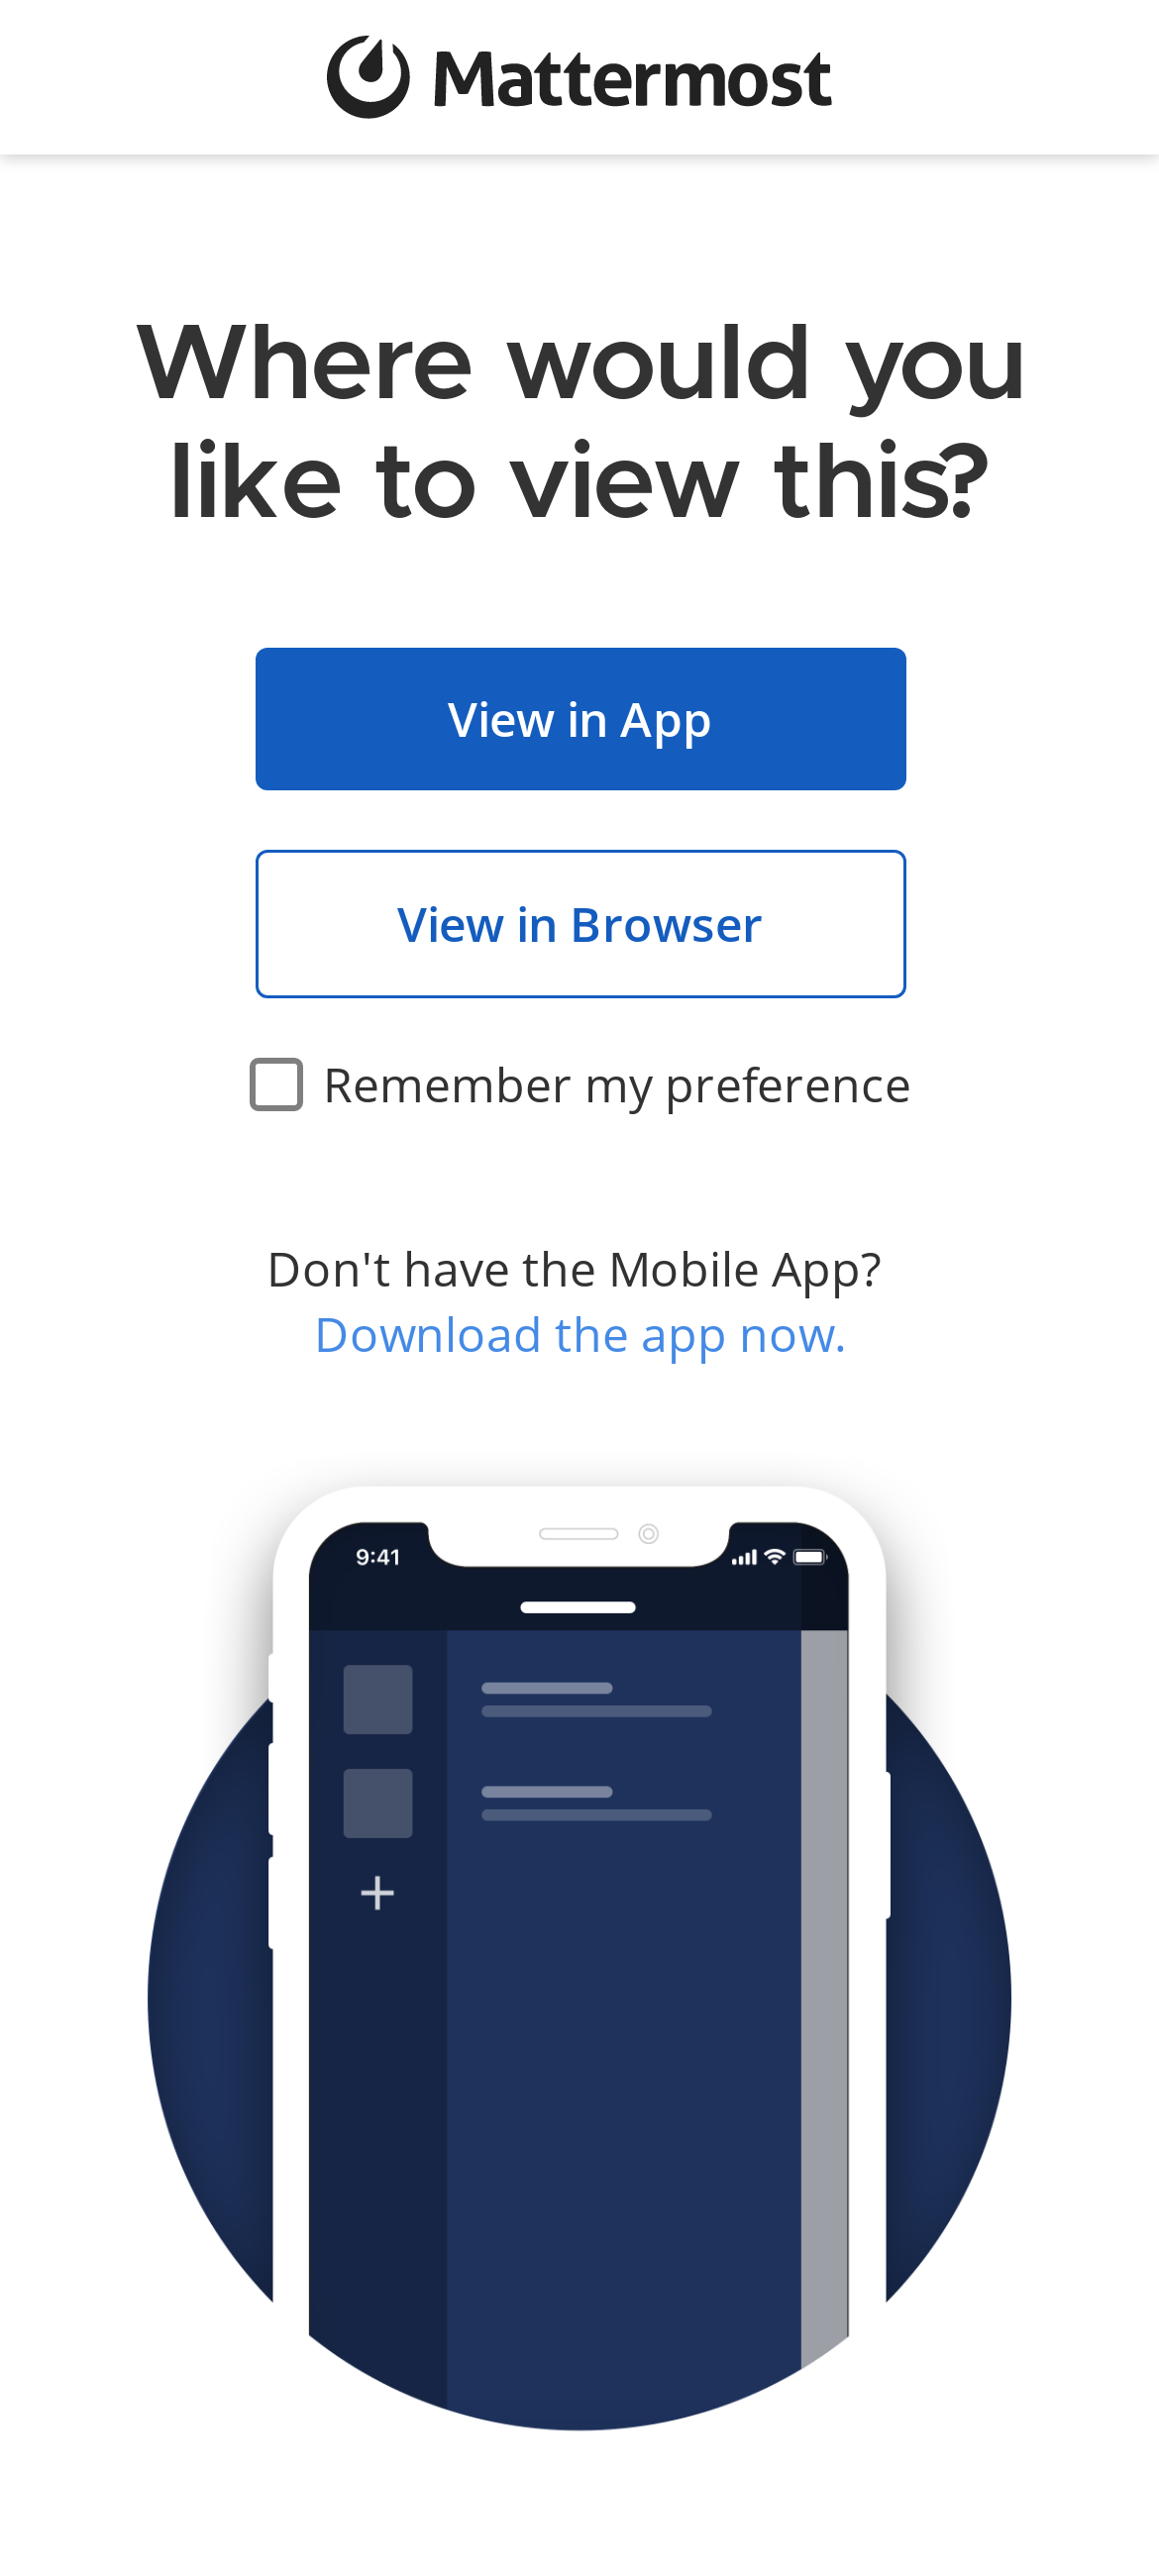 Mattermost
Where would you
like to view this?
View in App
View in Browser
Remember my preference
Don't have the Mobile App?
Download the app now.
9:41